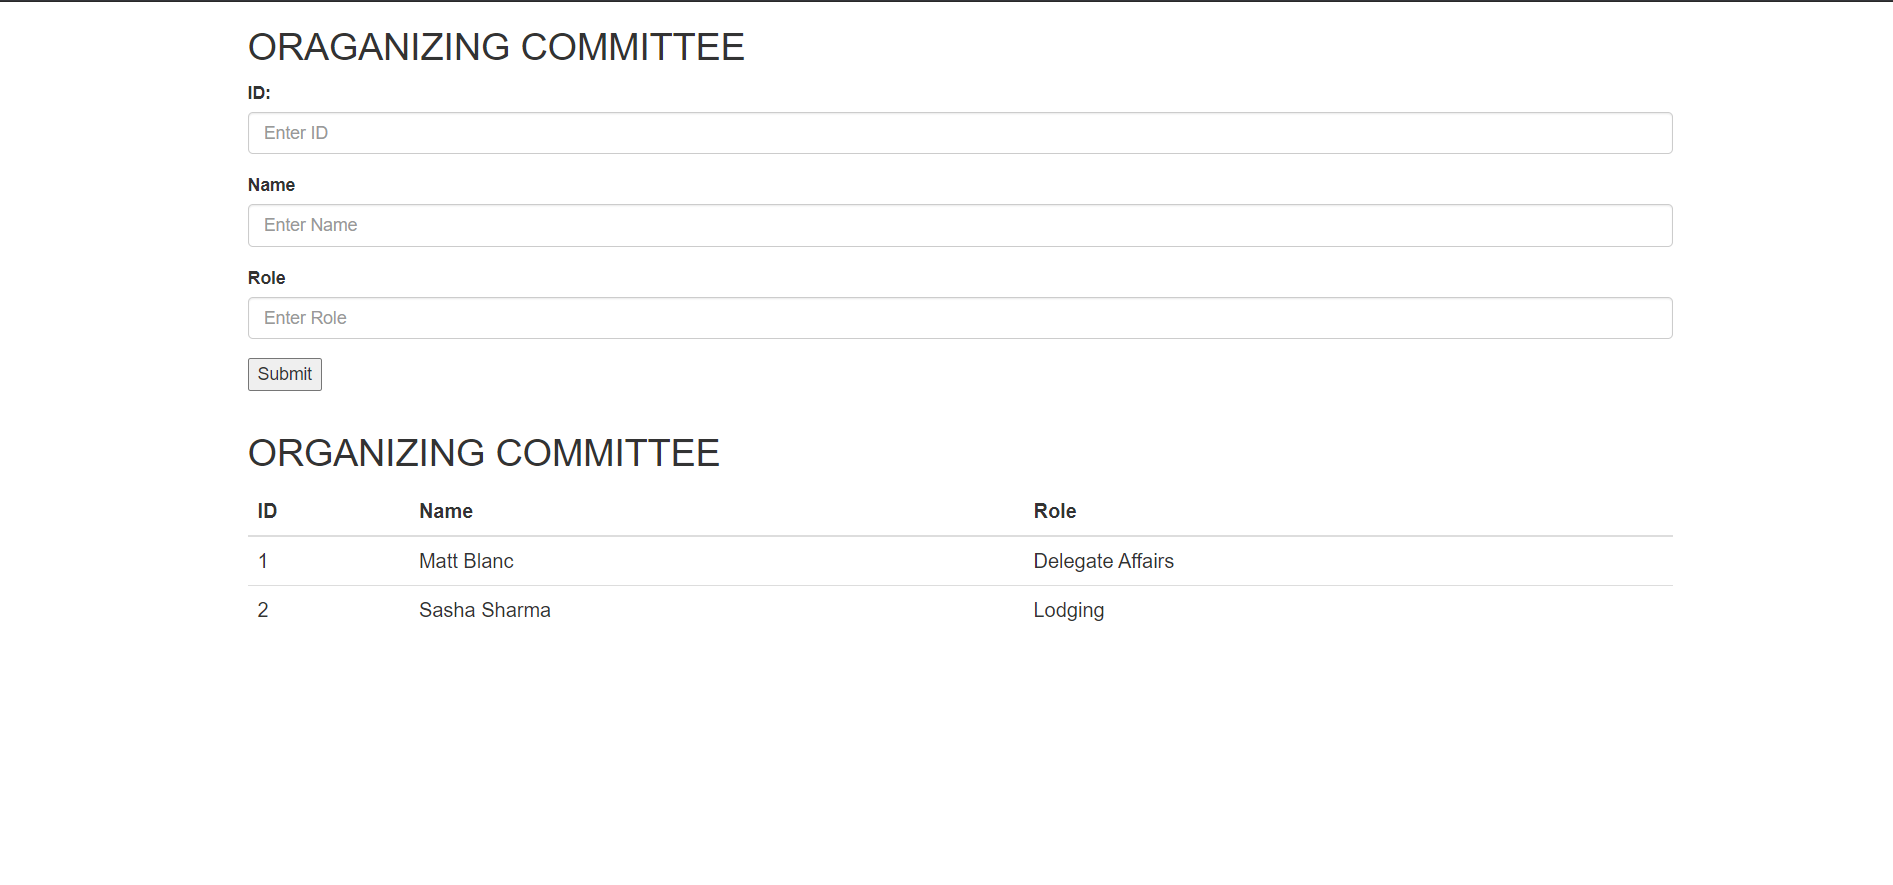 ORAGANIZING COMMITTEE
ID:
Enter ID
Name
Enter Name
Role
Enter Role
Submit
ORGANIZING COMMITTEE
ID Name Role
1 Matt Blanc Delegate Affairs
2 Sasha Sharma Lodging